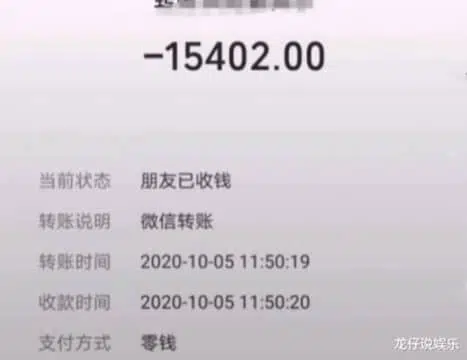 -15402.00
当前状态 朋友已收钱
转账说明 微信转账
转账时间 2020-10-05 11:50:19
收款时间 2020-10-05 11:50:20
支付方式 零钱
龙仔说娱乐